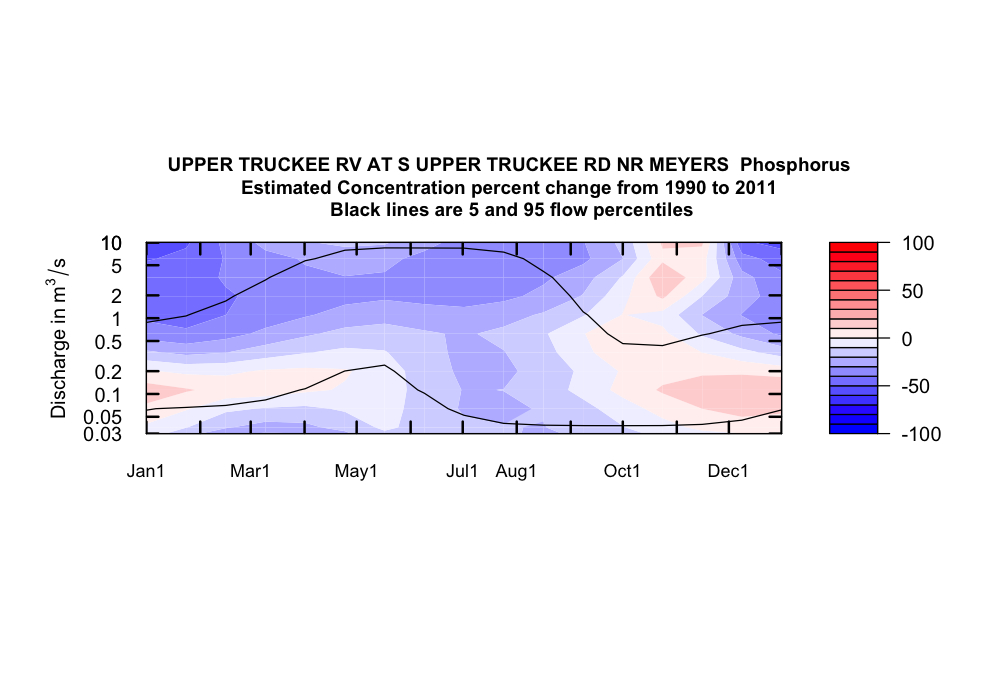 UPPER TRUCKEE RV AT S UPPER TRUCKEE RD NR MEYERS  Phosphorus
Estimated Concentration percent change from 1990 to 2011
Black lines are 5 and 95 flow percentiles
Discharge in m³/s
10
5
2
1
0.5
0.2
0.1
0.05
0.03
Jan1 Mar1 May1 Jul1 Aug1 Oct1 Dec1
100
50
0
-50
-100